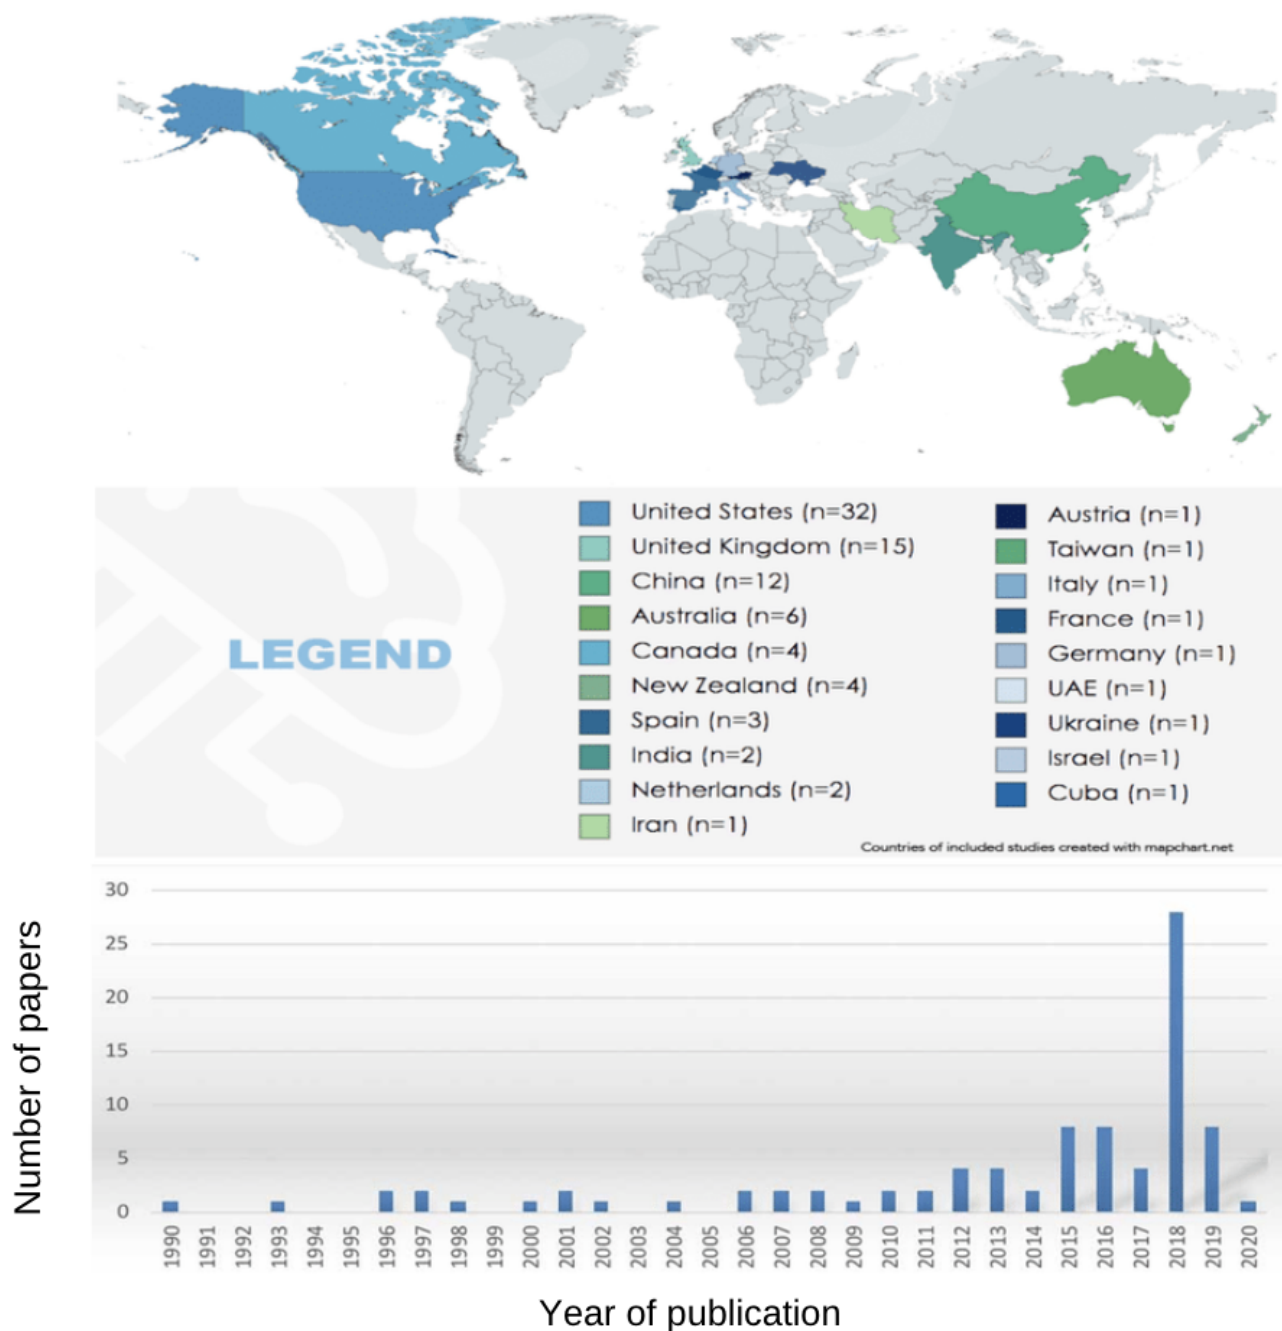 LEGEND
United States (n=32)
United Kingdom (n=15)
China (n=12)
Australia (n=6)
Canada (n=4)
New Zealand (n=4)
Spain (n=3)
India (n=2)
Netherlands (n=2)
Iran (n=1)
Austria (n=1)
Taiwan (n=1)
Italy (n=1)
France (n=1)
Germany (n=1)
UAE (n=1)
Ukraine (n=1)
Israel (n=1)
Cuba (n=1)
Countries of included studies created with mapchart.net
Number of papers
30
25
20
15
10
5
0
1990
1991
1992
1993
1994
1995
1996
1997
1998
1999
2000
2001
2002
2003
2004
2005
2006
2007
2008
2009
2010
2011
2012
2013
2014
2015
2016
2017
2018
2019
2020
Year of publication